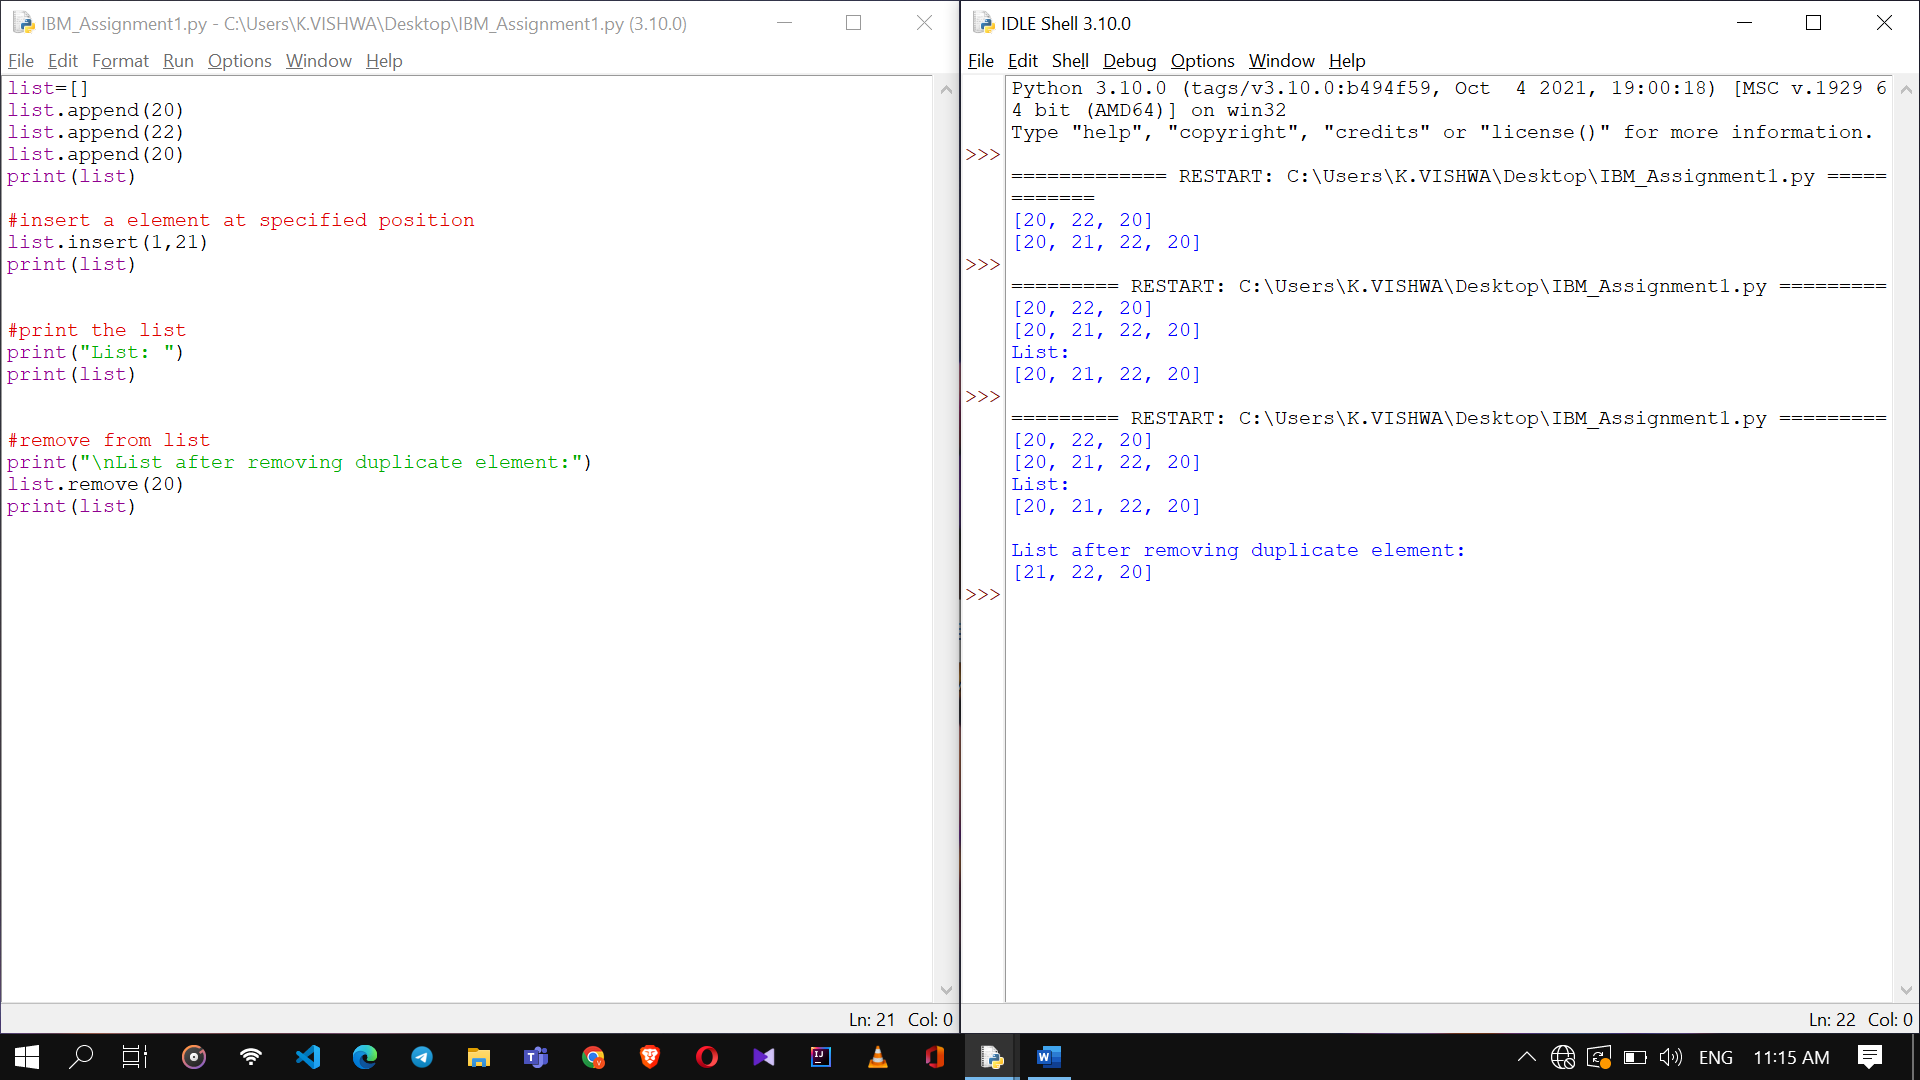 IBM_Assignment1.py - C:\Users\K.VISHWA\Desktop\IBM_Assignment1.py (3.10.0)
File Edit Format Run Options Window Help
list=[]
list.append(20)
list.append(22)
list.append(20)
print(list)
#insert a element at specified position
list.insert(1,21)
print(list)
#print the list
print("List: ")
print(list)
#remove from list
print("\nList after removing duplicate element:")
list.remove(20)
print(list)
Ln: 21 Col: 0
IDLE Shell 3.10.0
File Edit Shell Debug Options Window Help
Python 3.10.0 (tags/v3.10.0:b494f59, Oct  4 2021, 19:00:18) [MSC v.1929 6
4 bit (AMD64)] on win32
Type "help", "copyright", "credits" or "license()" for more information.
>>>
============= RESTART: C:\Users\K.VISHWA\Desktop\IBM_Assignment1.py =====
=======
[20, 22, 20]
[20, 21, 22, 20]
>>>
========= RESTART: C:\Users\K.VISHWA\Desktop\IBM_Assignment1.py =========
[20, 22, 20]
[20, 21, 22, 20]
List:
[20, 21, 22, 20]
>>>
========= RESTART: C:\Users\K.VISHWA\Desktop\IBM_Assignment1.py =========
[20, 22, 20]
[20, 21, 22, 20]
List:
[20, 21, 22, 20]
List after removing duplicate element:
[21, 22, 20]
>>>
Ln: 22 Col: 0
ENG 11:15 AM